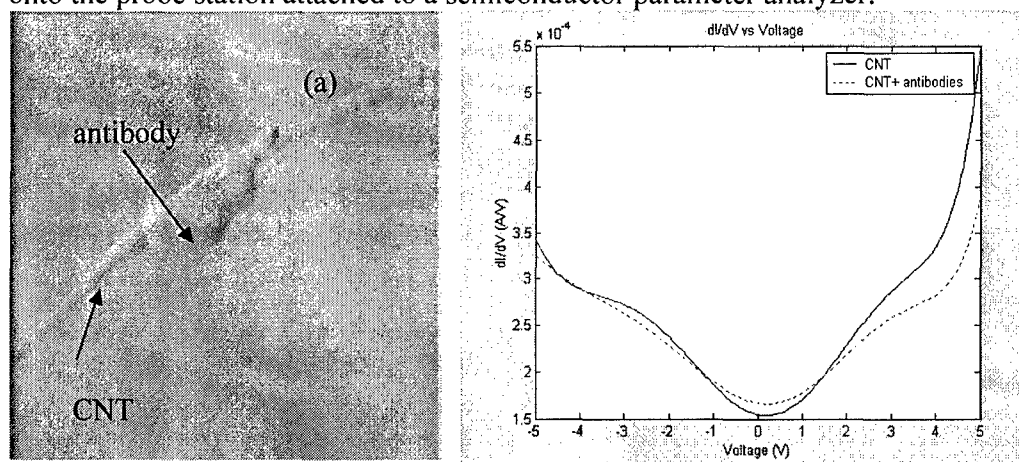 onto the probe station attached to a semiconductor parameter analyzer.
(a)
antibody
CNT
dI/dV vs Voltage
x 10-4
CNT
CNT+ antibodies
5.5
5
4.5
4
3.5
3
2.5
2
1.5
dI/dV (A/V)
-5 -4 -3 -2 -1 0 1 2 3 4 5
Voltage (V)